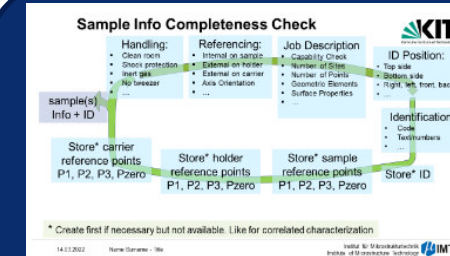 Sample Info Completeness Check
KIT
Handling:
• Clean room
• Shock protection
• Inert gas
• No tweezer
• ...
Referencing:
• Internal on sample
• External on holder
• External on carrier
• Axis Orientation
• ...
Job Description
• Capability Check
• Number of Sites
• Number of Points
• Geometric Elements
• Surface Properties
• ...
ID Position:
• Top side
• Bottom side
• Right, left, front, back
• ...
Identification
• Code
• Text/numbers
• ...
sample(s)
Info + ID
Store* carrier
reference points
P1, P2, P3, Pzero
Store* holder
reference points
P1, P2, P3, Pzero
Store* sample
reference points
P1, P2, P3, Pzero
Store* ID
* Create first if necessary but not available. Like for correlated characterization
14.03.2022
Name Surname – Title
Institut für Mikrostrukturtechnik
Institute of Microstructure Technology
IMT